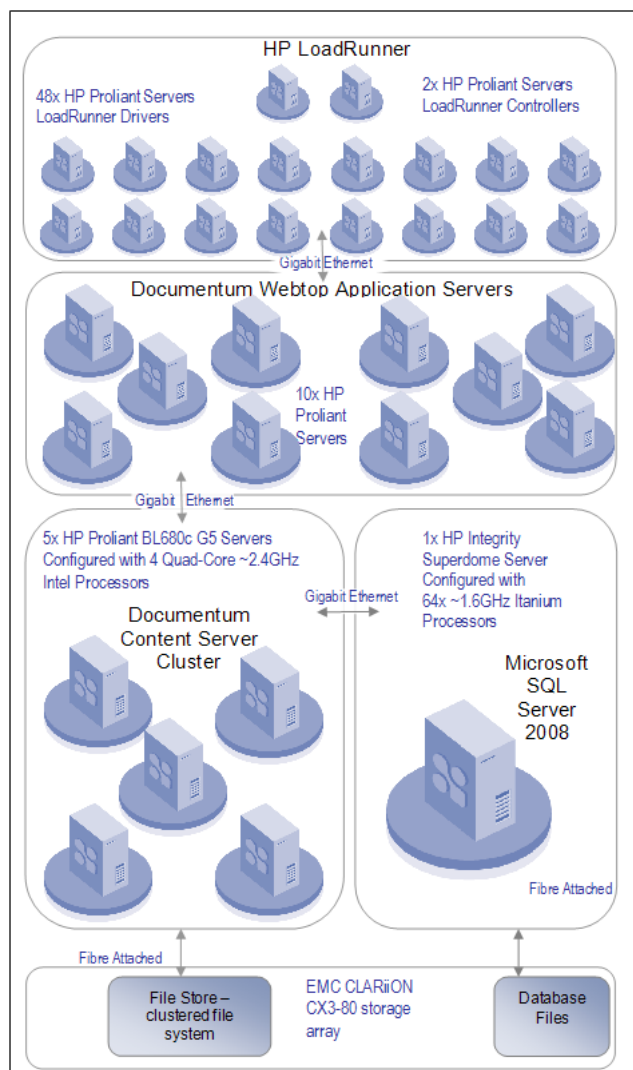 HP LoadRunner
48x HP Proliant Servers
LoadRunner Drivers
2x HP Proliant Servers
LoadRunner Controllers
Gigabit Ethernet
Documentum Webtop Application Servers
10x HP
Proliant
Servers
Gigabit Ethernet
5x HP Proliant BL680c G5 Servers
Configured with 4 Quad-Core ~2.4GHz
Intel Processors
Documentum
Content Server
Cluster
Gigabit Ethernet
1x HP Integrity
Superdome Server
Configured with
64x ~1.6GHz Itanium
Processors
Microsoft
SQL
Server
2008
Fibre Attached
Fibre Attached
File Store –
clustered file
system
EMC CLARiiON
CX3-80 storage
array
Database
Files